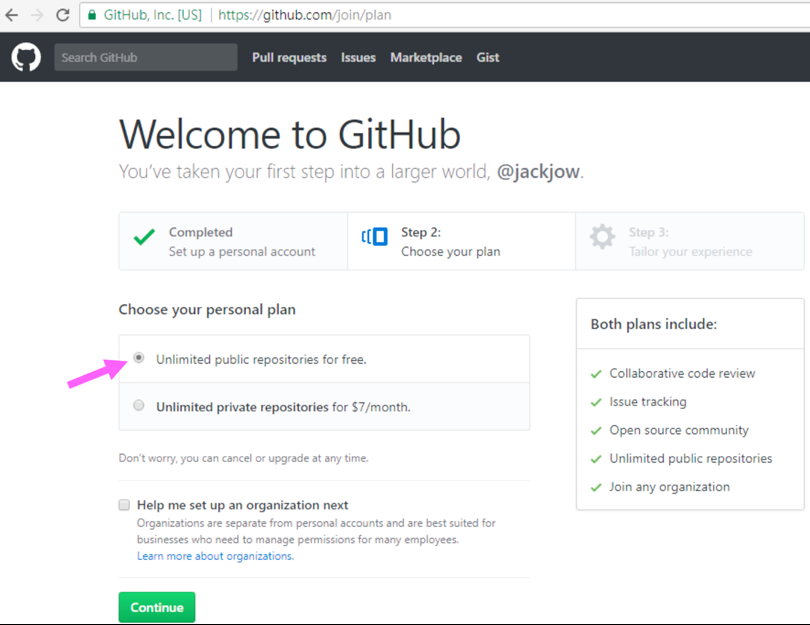 GitHub, Inc. [US] | https://github.com/join/plan
Search GitHub Pull requests Issues Marketplace Gist
Welcome to GitHub
You've taken your first step into a larger world, @jackjow.
Completed
Set up a personal account
Step 2:
Choose your plan
Step 3:
Tailor your experience
Choose your personal plan
Unlimited public repositories for free.
Unlimited private repositories for $7/month.
Don't worry, you can cancel or upgrade at any time.
Help me set up an organization next
Organizations are separate from personal accounts and are best suited for
businesses who need to manage permissions for many employees.
Learn more about organizations.
Continue
Both plans include:
Collaborative code review
Issue tracking
Open source community
Unlimited public repositories
Join any organization